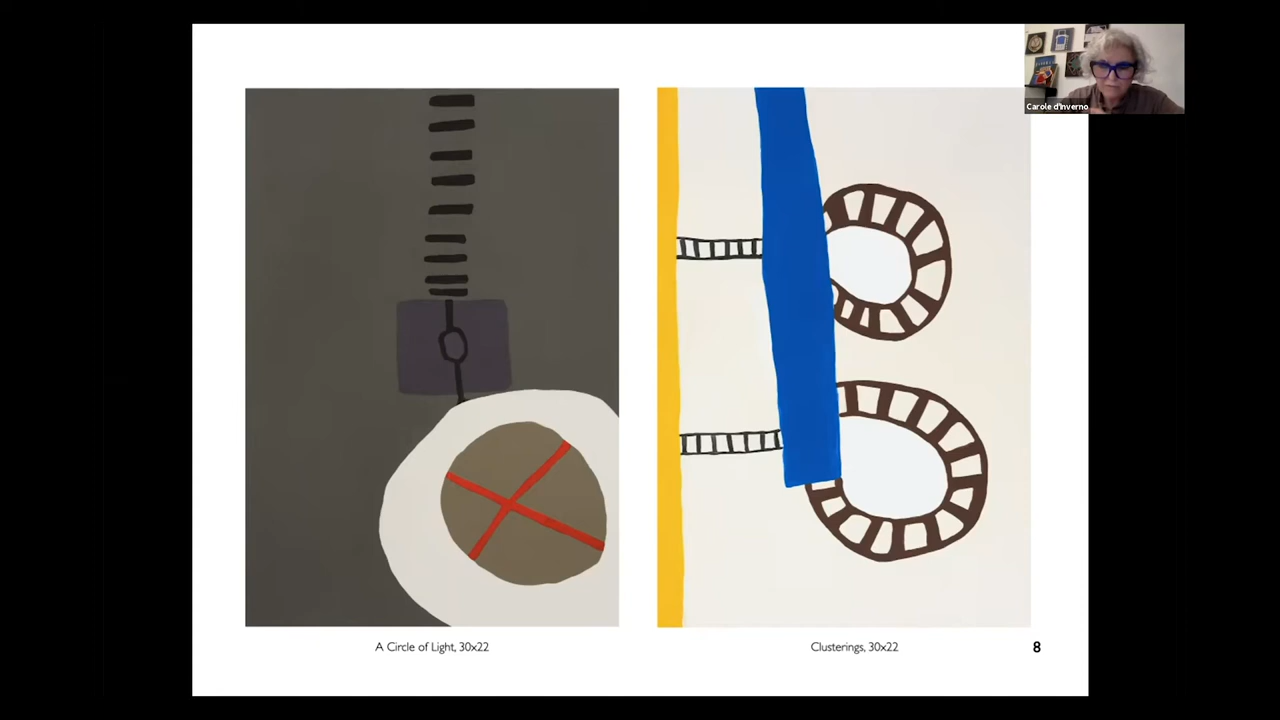 Carole d'Inverno
A Circle of Light, 30x22
Clusterings, 30x22
8